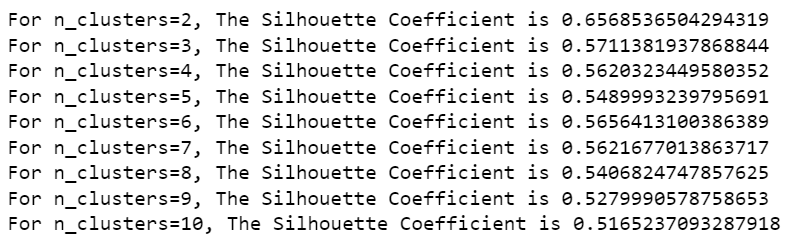 For n_clusters=2, The Silhouette Coefficient is 0.6568536504294319
For n_clusters=3, The Silhouette Coefficient is 0.5711381937868844
For n_clusters=4, The Silhouette Coefficient is 0.5620323449580352
For n_clusters=5, The Silhouette Coefficient is 0.5489993239795691
For n_clusters=6, The Silhouette Coefficient is 0.5656413100386389
For n_clusters=7, The Silhouette Coefficient is 0.5621677013863717
For n_clusters=8, The Silhouette Coefficient is 0.5406824747857625
For n_clusters=9, The Silhouette Coefficient is 0.5279990578758653
For n_clusters=10, The Silhouette Coefficient is 0.5165237093287918